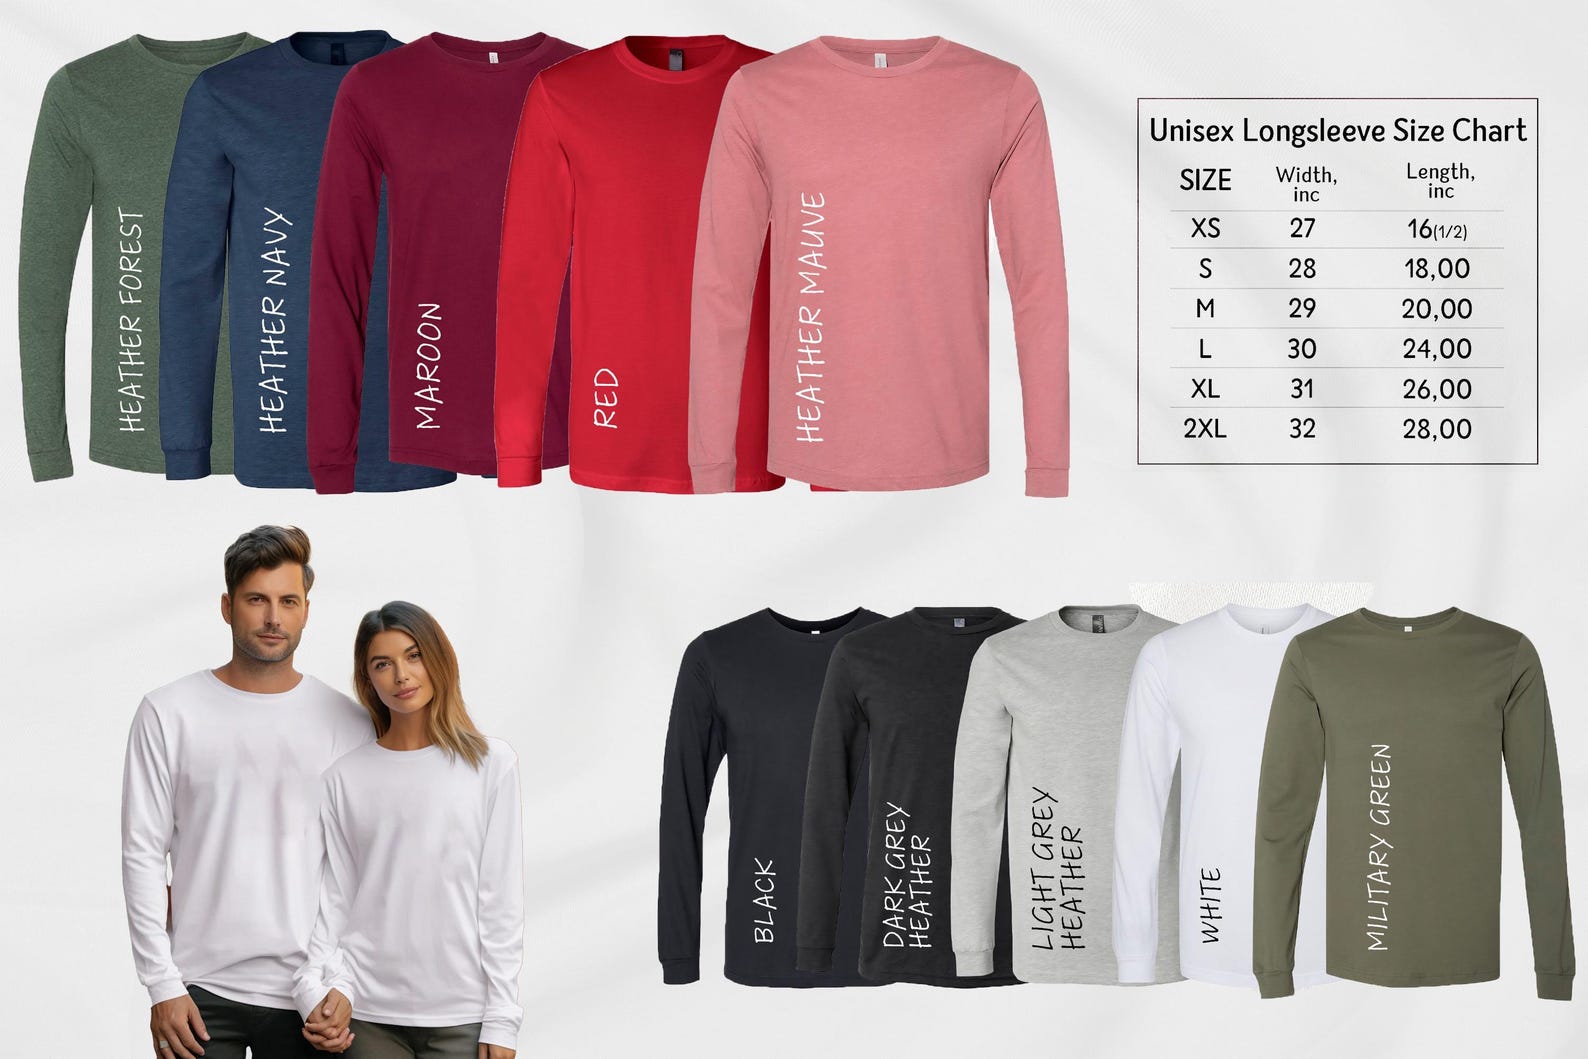 HEATHER FOREST
HEATHER NAVY
MAROON
RED
HEATHER MAUVE
Unisex Longsleeve Size Chart
SIZE Width, inc Length, inc
XS 27 16(1/2)
S 28 18,00
M 29 20,00
L 30 24,00
XL 31 26,00
2XL 32 28,00
BLACK
DARK GREY
HEATHER
LIGHT GREY
HEATHER
WHITE
MILITARY GREEN